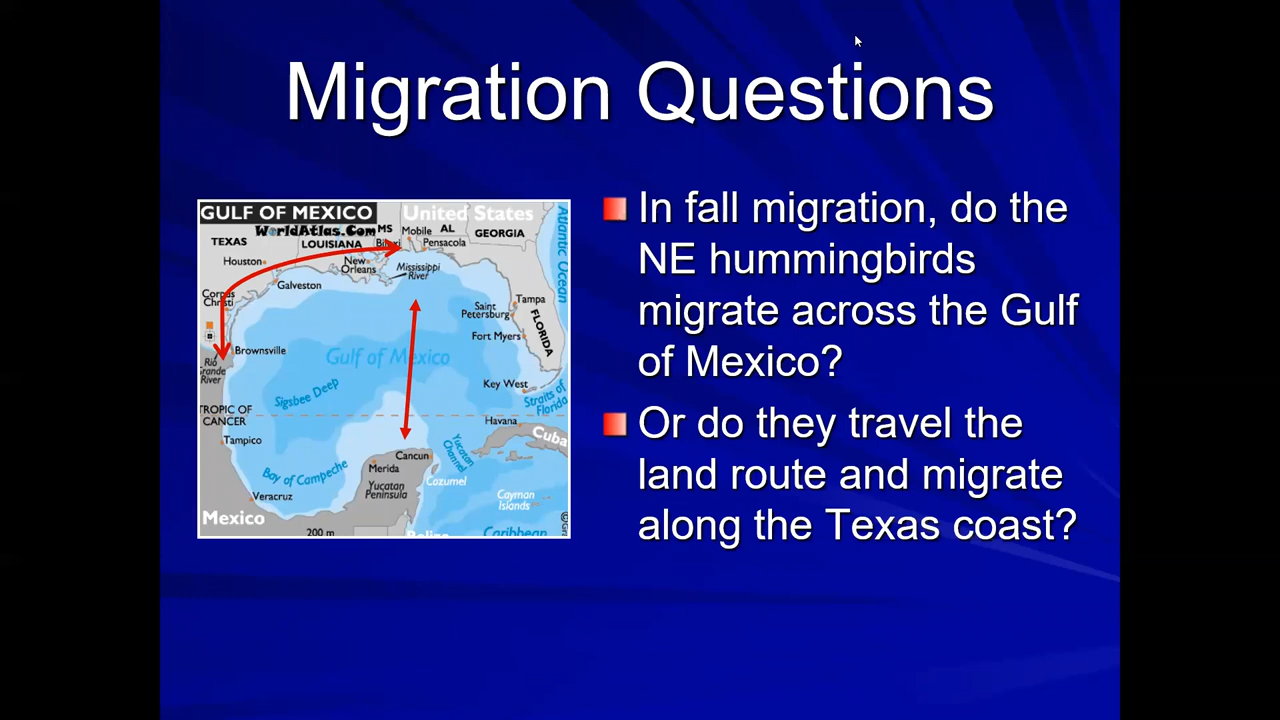 Migration Questions
GULF OF MEXICO
United States
WorldAtlas.Com
MS
Mobile
AL
TEXAS
LOUISIANA
Pensacola
GEORGIA
Atlantic Ocean
Houston
New
Orleans
Mississippi
River
Galveston
Corpus
Christi
Saint
Petersburg
Tampa
FLORIDA
Fort Myers
Brownsville
Rio
Grande
River
Gulf of Mexico
Key West
Sigsbee Deep
Straits of
Florida
TROPIC OF
CANCER
Havana
Cuba
Tampico
Yucatan
Channel
Cancun
Merida
Bay of Campeche
Yucatan
Peninsula
Cozumel
Veracruz
Cayman
Islands
Mexico
200 m
Belize
Caribbean
In fall migration, do the
NE hummingbirds
migrate across the Gulf
of Mexico?
Or do they travel the
land route and migrate
along the Texas coast?